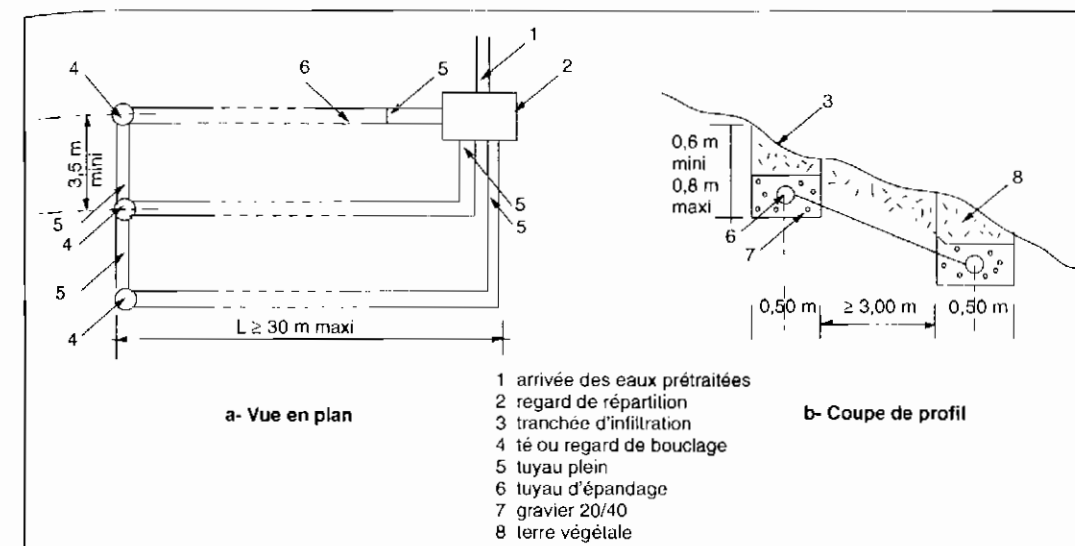 1
4
6
5
2
3,5 m
mini
5
4
5
4
5
5
L ≥ 30 m maxi
a- Vue en plan
3
0,6 m
mini
0,8 m
maxi
8
6
7
0,50 m
≥ 3,00 m
0,50 m
b- Coupe de profil
1 arrivée des eaux prétraitées
2 regard de répartition
3 tranchée d'infiltration
4 té ou regard de bouclage
5 tuyau plein
6 tuyau d'épandage
7 gravier 20/40
8 terre végétale